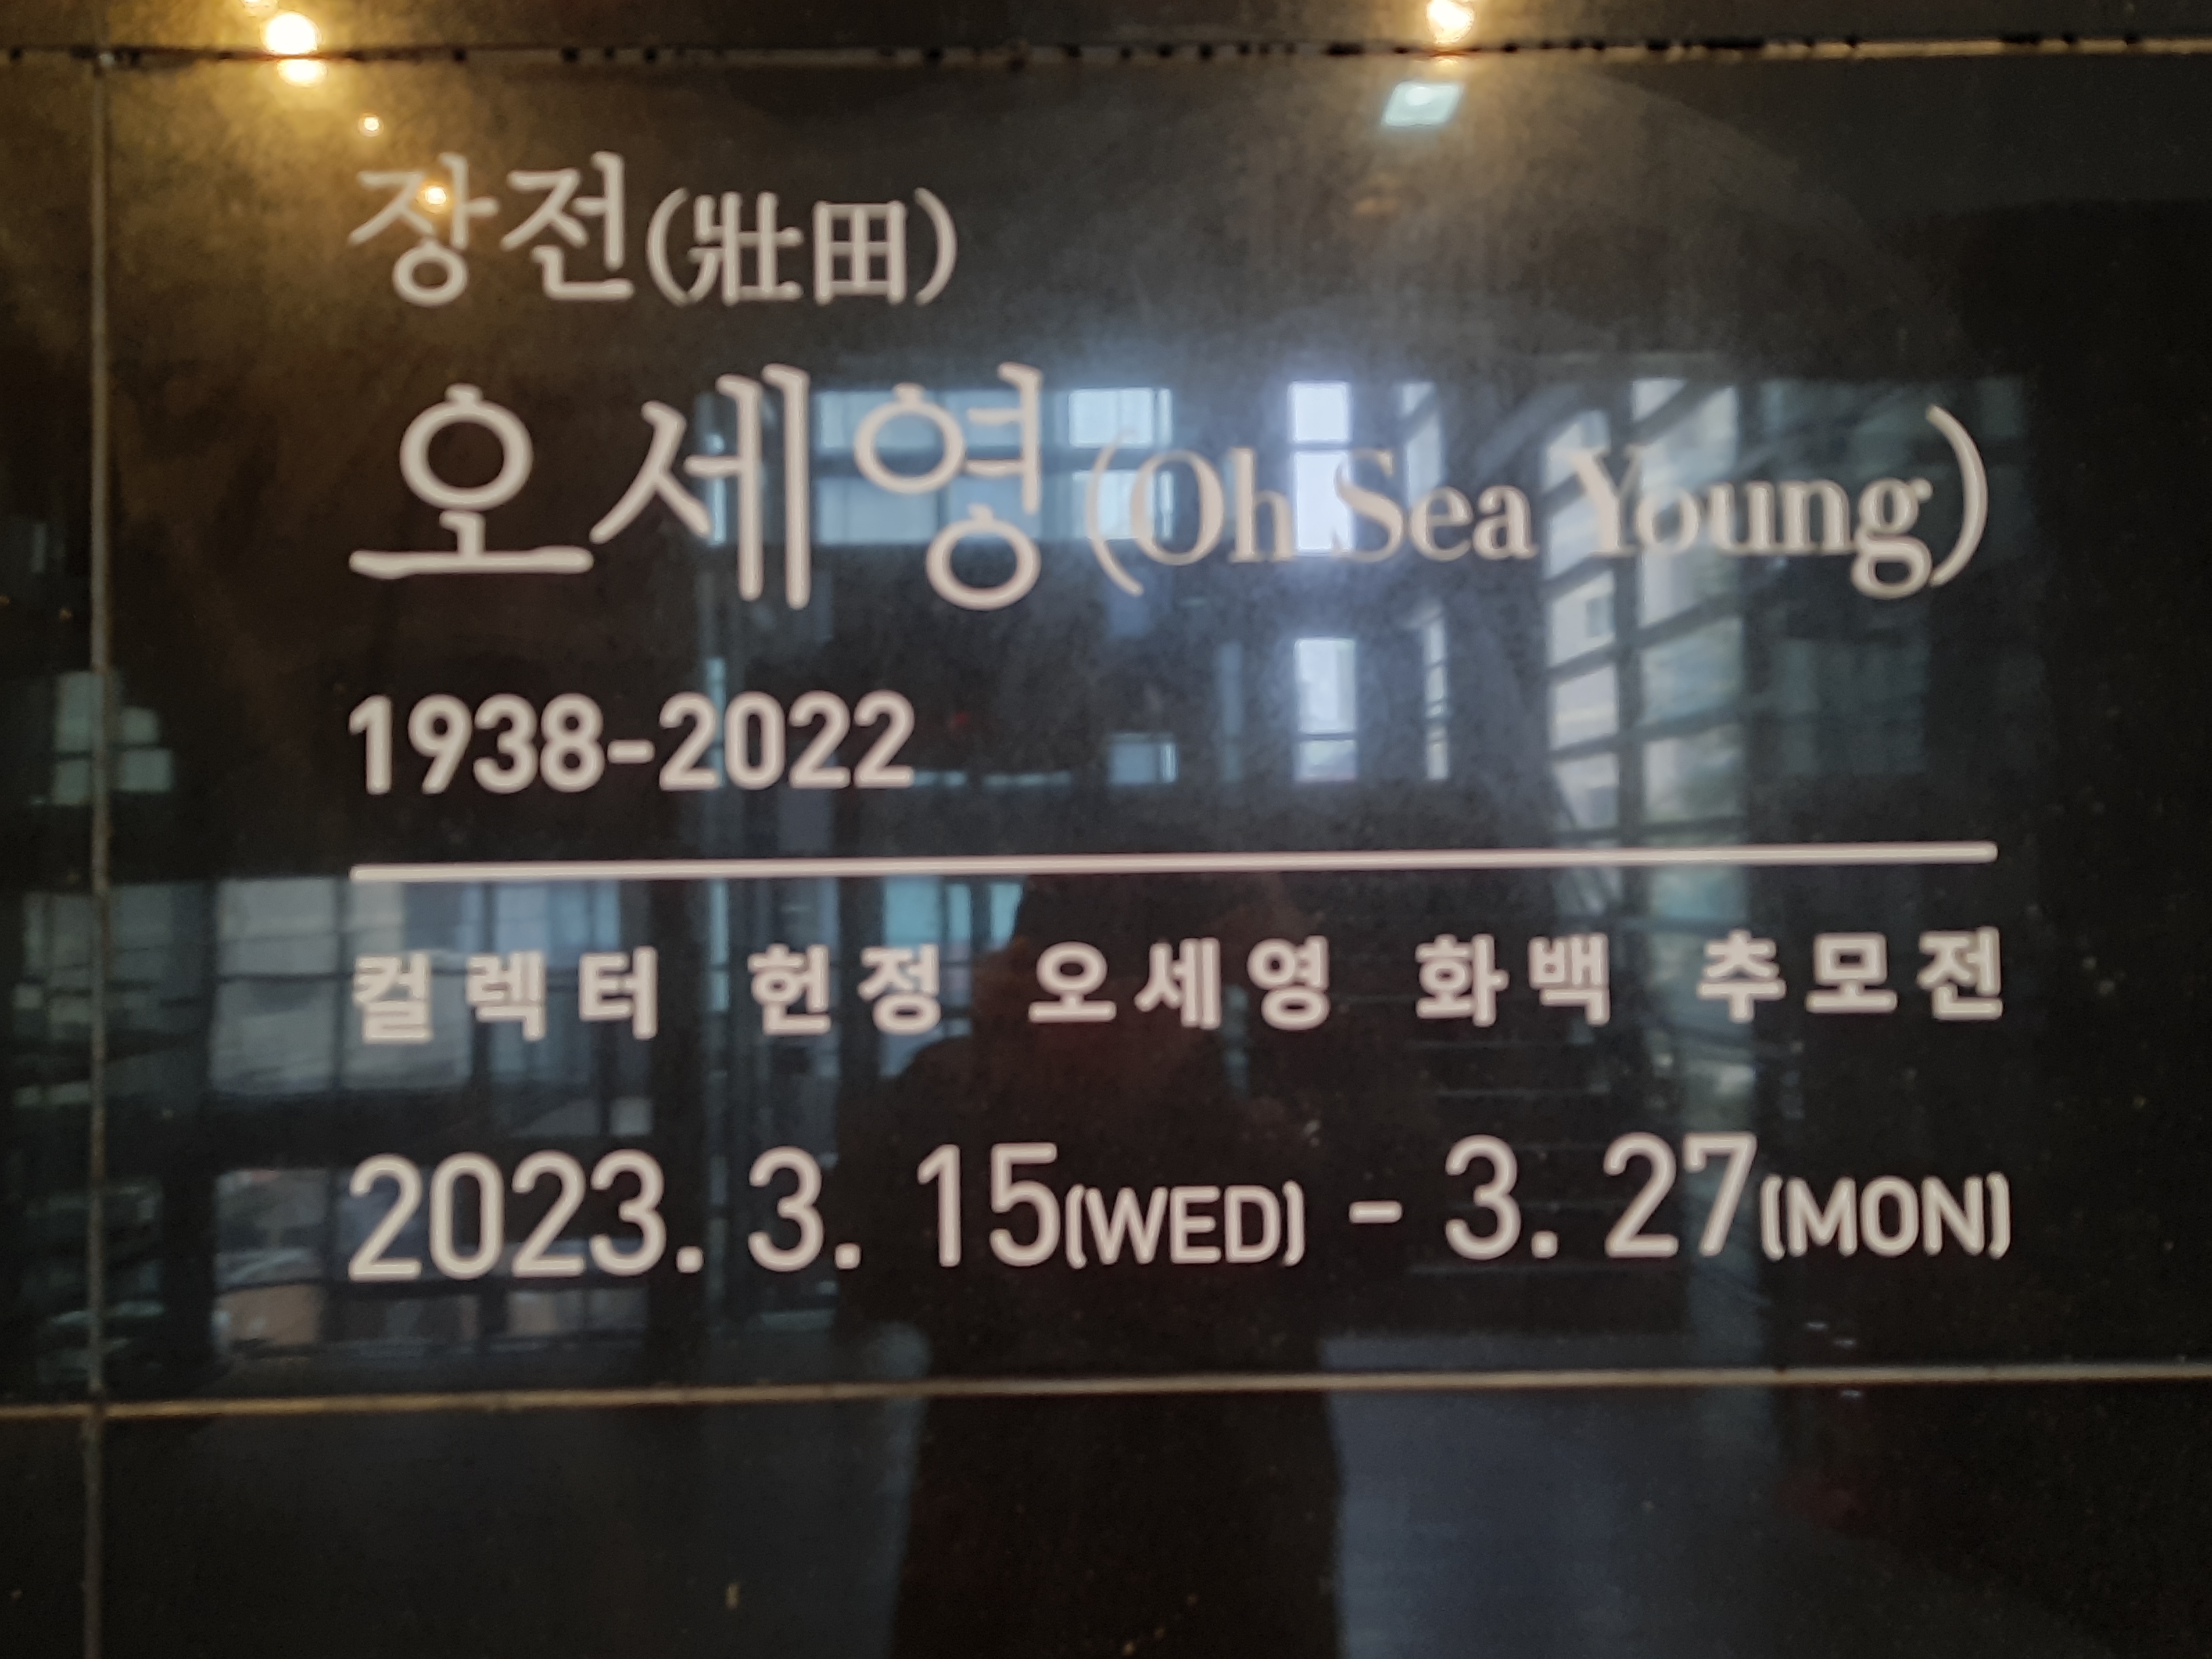 장전(壯田)
오세영(Oh Sea Young)
1938-2022
컬렉터 헌정 오세영 화백 추모전
2023. 3. 15(WED) - 3. 27(MON)